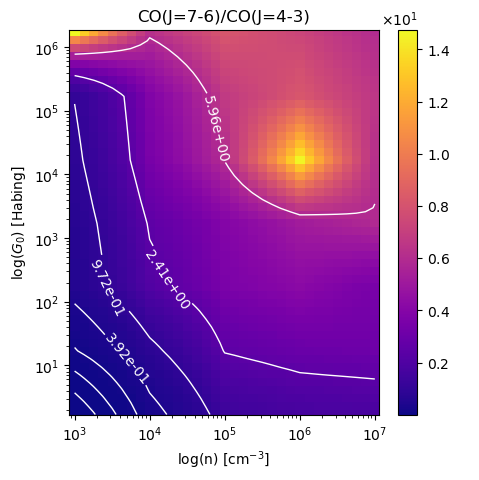 CO(J=7-6)/CO(J=4-3)
×10¹
10⁶
10⁵
10⁴
10³
10²
10¹
log(G₀) [Habing]
5.96e+00
2.41e+00
9.72e-01
3.92e-01
10³ 10⁴ 10⁵ 10⁶ 10⁷
log(n) [cm⁻³]
1.4
1.2
1.0
0.8
0.6
0.4
0.2